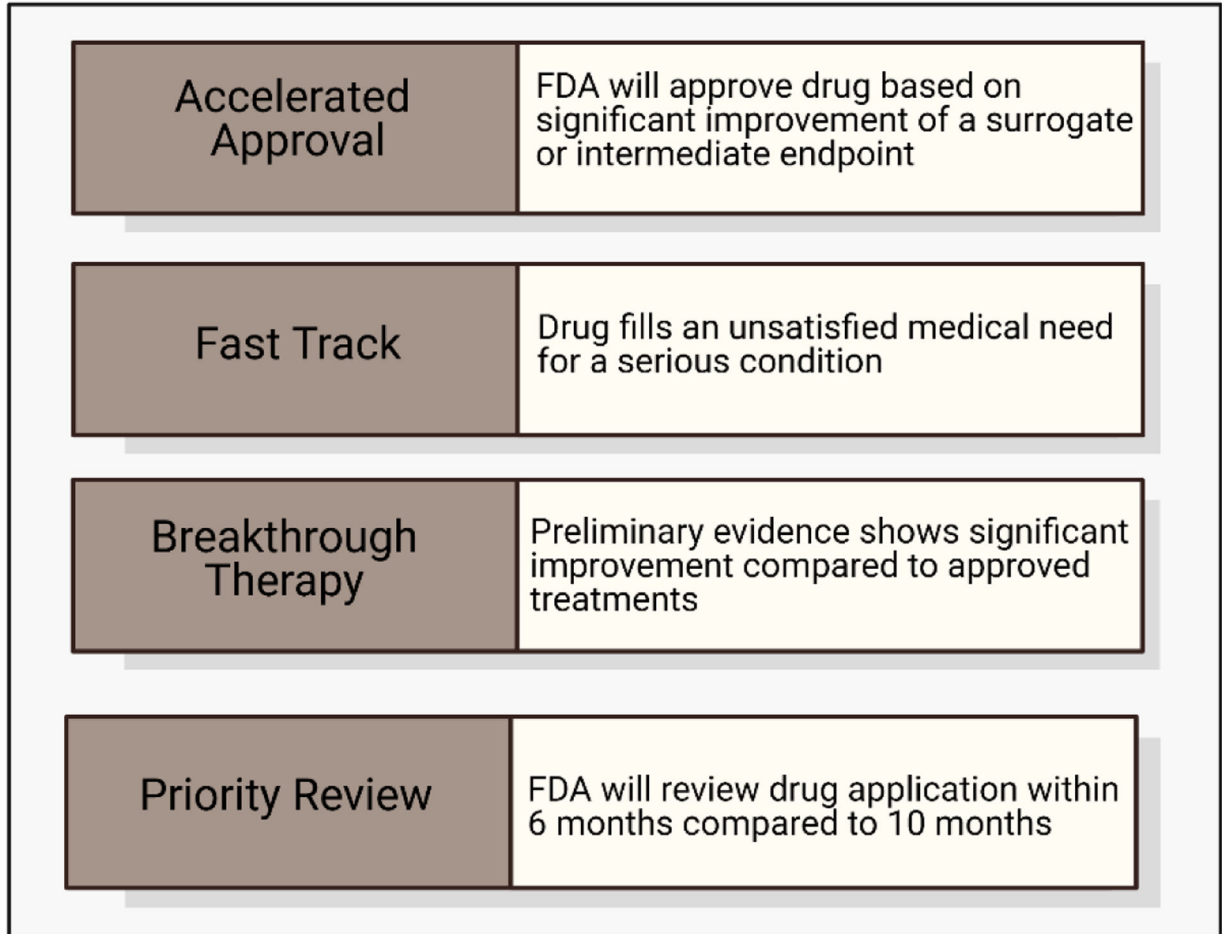 Accelerated
Approval
FDA will approve drug based on
significant improvement of a surrogate
or intermediate endpoint
Fast Track
Drug fills an unsatisfied medical need
for a serious condition
Breakthrough
Therapy
Preliminary evidence shows significant
improvement compared to approved
treatments
Priority Review
FDA will review drug application within
6 months compared to 10 months